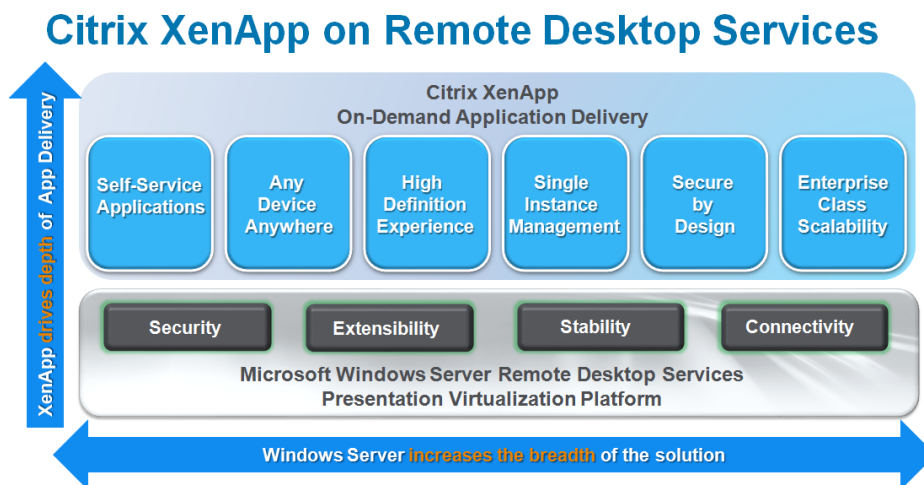 Citrix XenApp on Remote Desktop Services
XenApp drives depth of App Delivery
Citrix XenApp
On-Demand Application Delivery
Self-Service
Applications
Any
Device
Anywhere
High
Definition
Experience
Single
Instance
Management
Secure
by
Design
Enterprise
Class
Scalability
Security
Extensibility
Stability
Connectivity
Microsoft Windows Server Remote Desktop Services
Presentation Virtualization Platform
Windows Server increases the breadth of the solution